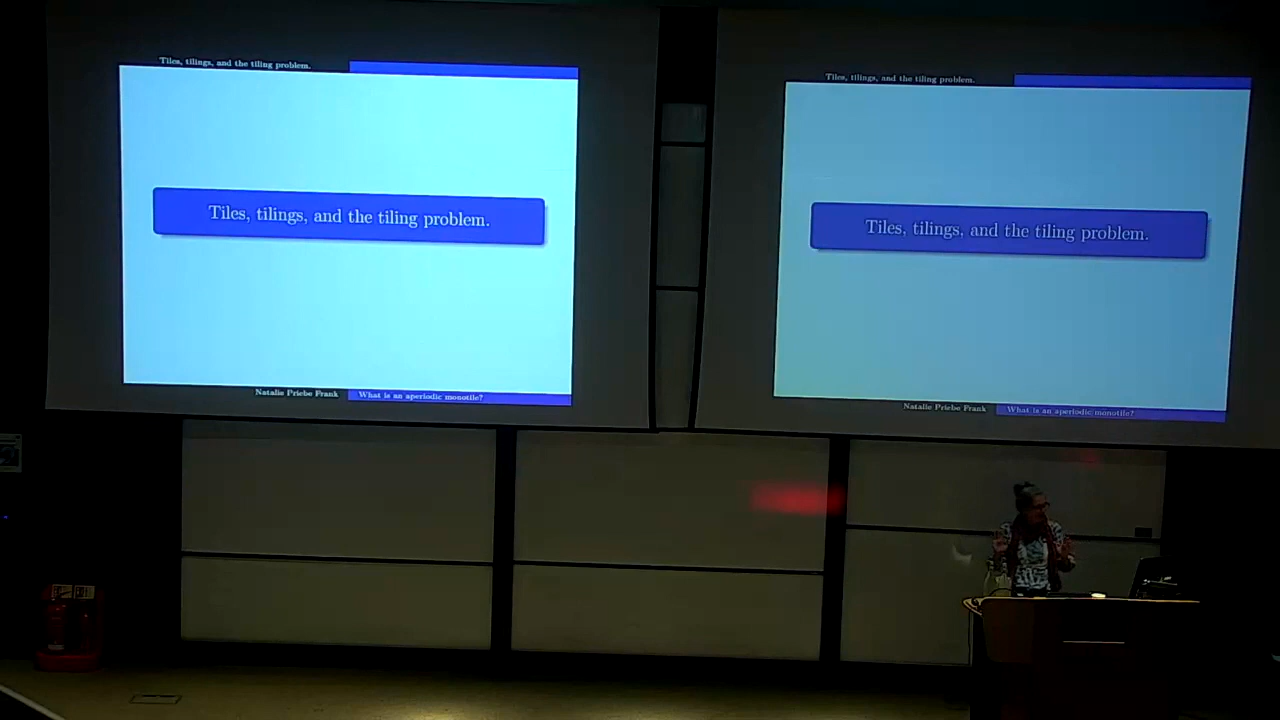 Tiles, tilings, and the tiling problem.
Tiles, tilings, and the tiling problem.
Natalie Priebe Frank What is an aperiodic monotile?
Tiles, tilings, and the tiling problem.
Tiles, tilings, and the tiling problem.
Natalie Priebe Frank What is an aperiodic monotile?